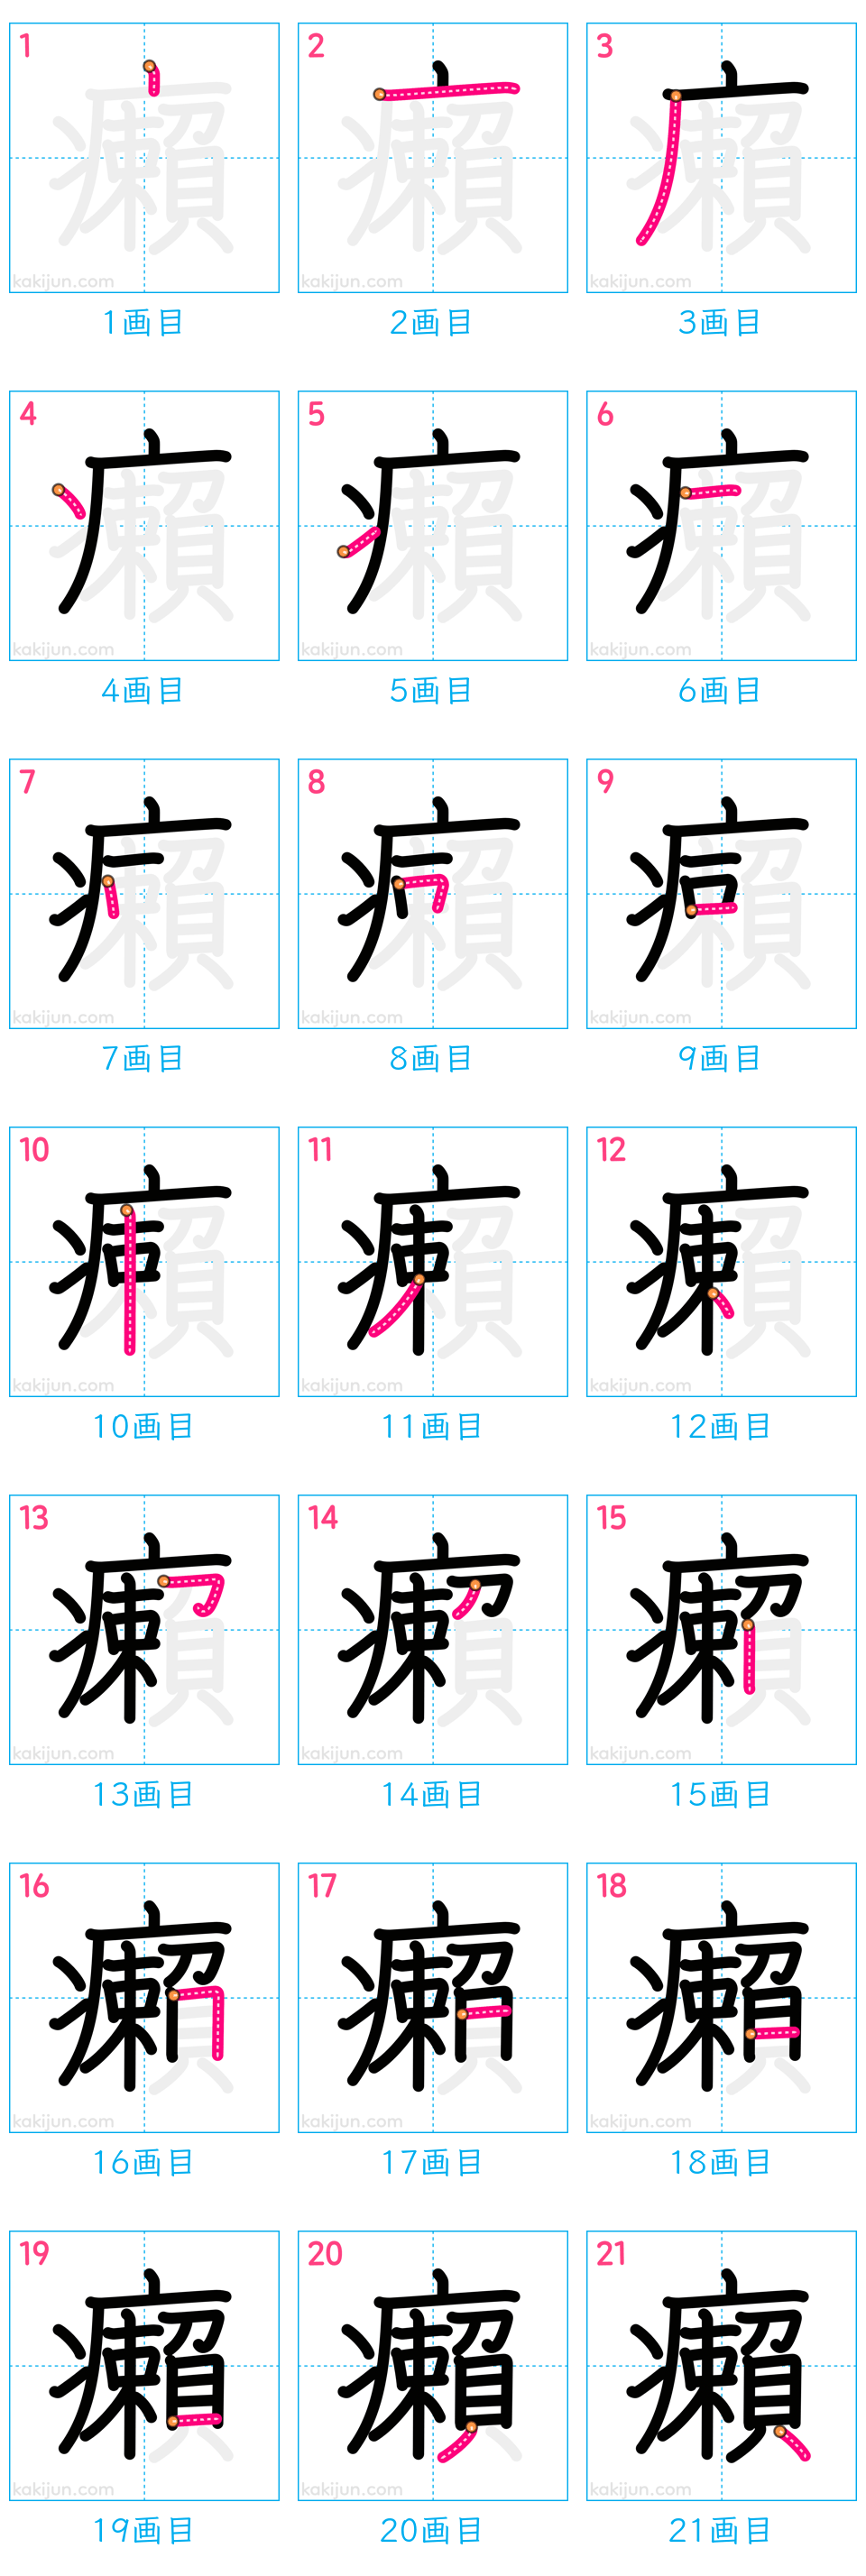 1 2 3
kakijun.com kakijun.com kakijun.com
1画目 2画目 3画目
4 5 6
kakijun.com kakijun.com kakijun.com
4画目 5画目 6画目
7 8 9
kakijun.com kakijun.com kakijun.com
7画目 8画目 9画目
10 11 12
kakijun.com kakijun.com kakijun.com
10画目 11画目 12画目
13 14 15
kakijun.com kakijun.com kakijun.com
13画目 14画目 15画目
16 17 18
kakijun.com kakijun.com kakijun.com
16画目 17画目 18画目
19 20 21
癩 癩 癩
kakijun.com kakijun.com kakijun.com
19画目 20画目 21画目